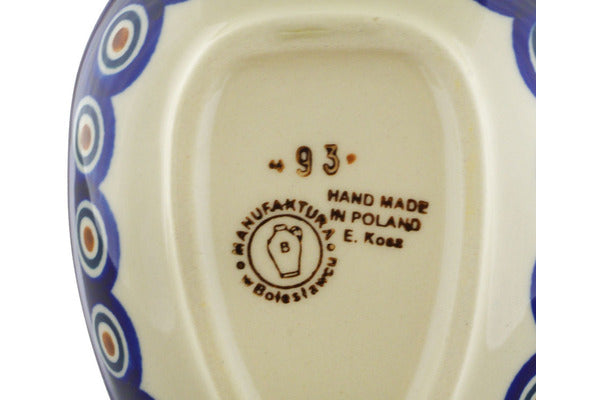 93
HAND MADE
IN POLAND
E. Kosz
MANUFAKTURA
B
w Bolesławcu